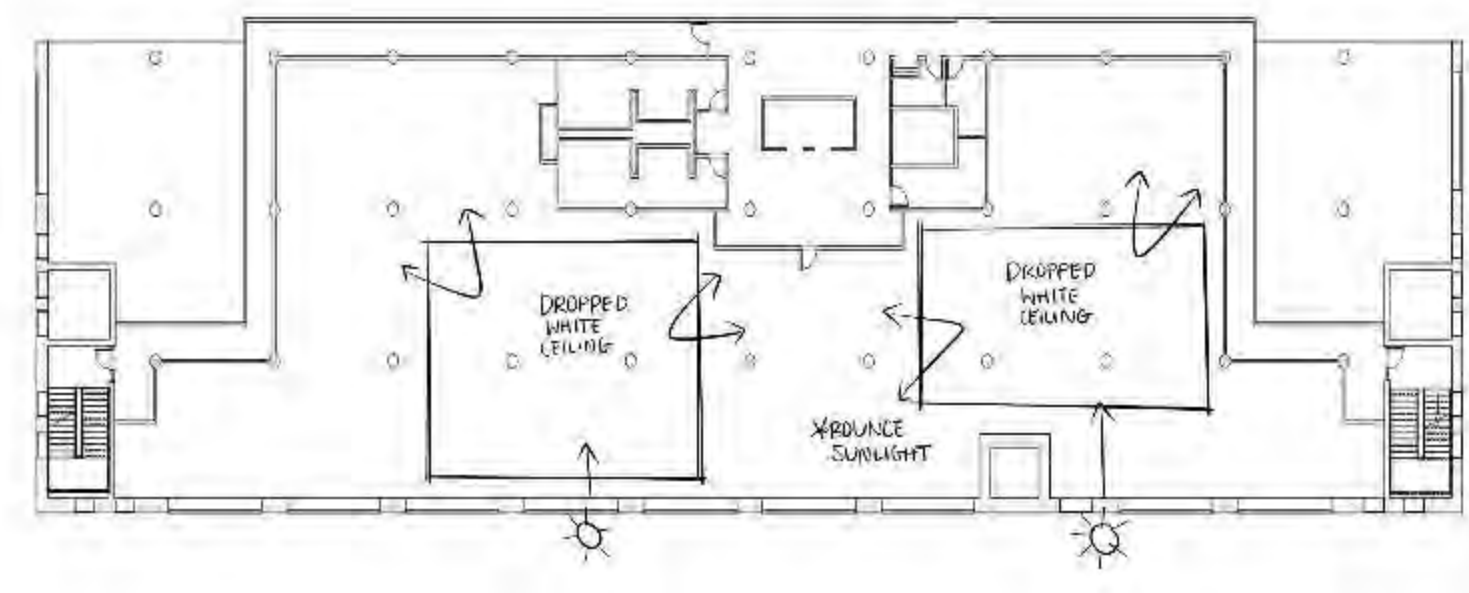 DROPPED
WHITE
CEILING
DROPPED
WHITE
CEILING
*BOUNCE
SUNLIGHT